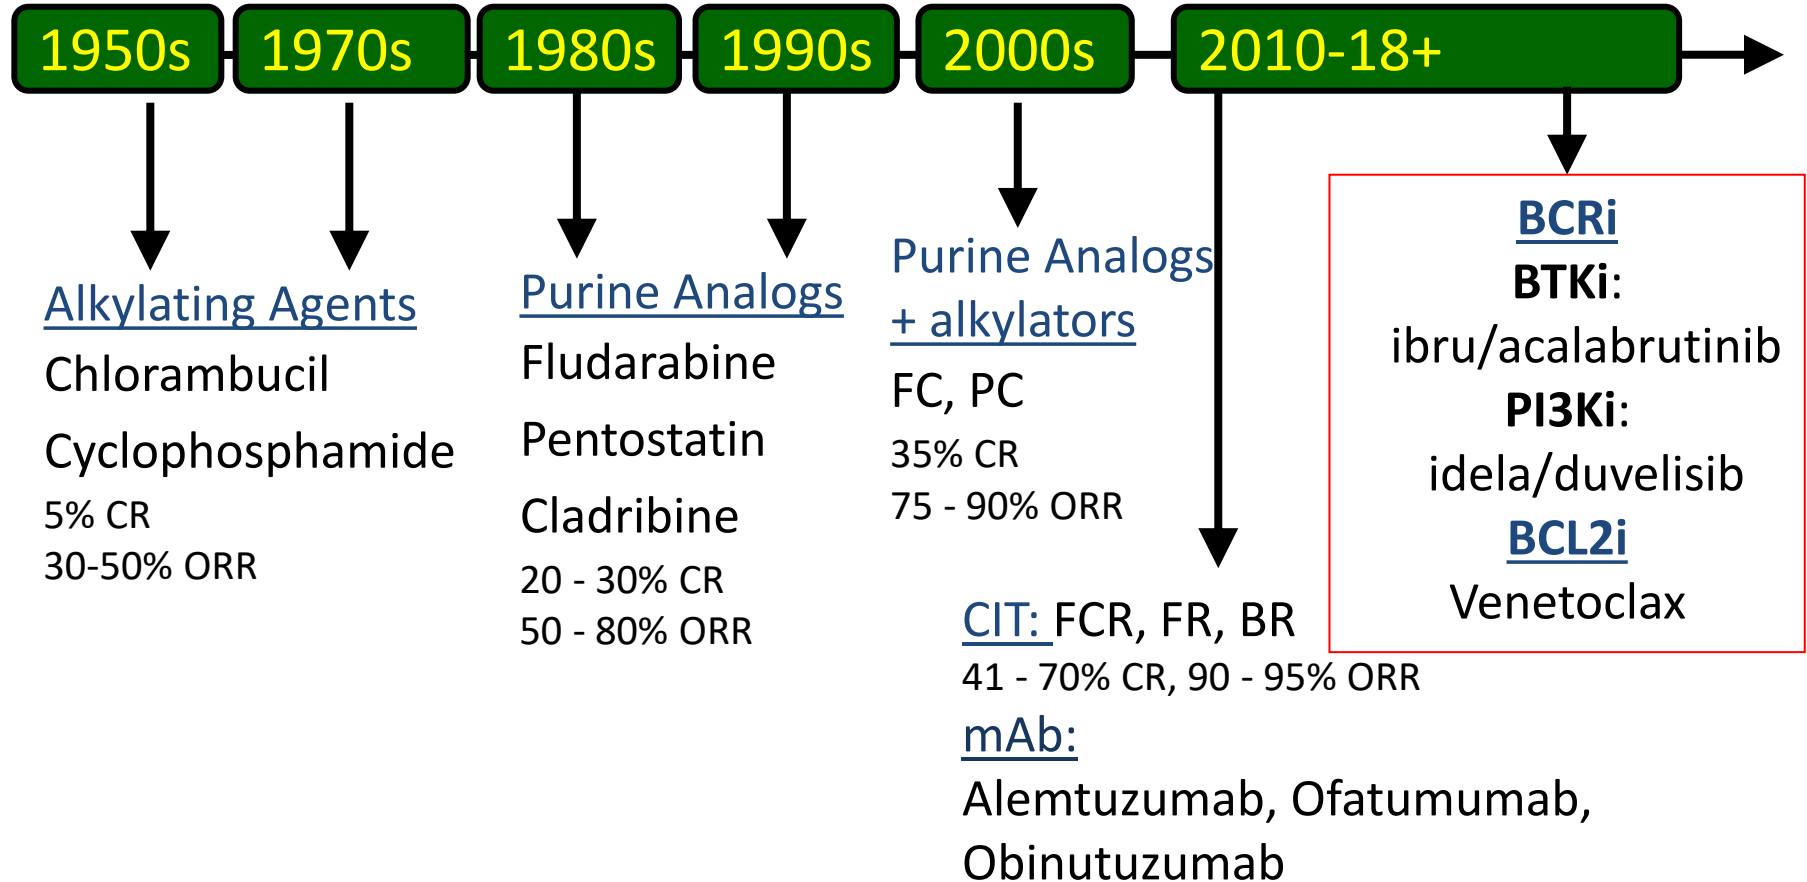 1950s
1970s
1980s
1990s
2000s
2010-18+
Alkylating Agents
Chlorambucil
Cyclophosphamide
5% CR
30-50% ORR
Purine Analogs
Fludarabine
Pentostatin
Cladribine
20 - 30% CR
50 - 80% ORR
Purine Analogs
+ alkylators
FC, PC
35% CR
75 - 90% ORR
CIT: FCR, FR, BR
41 - 70% CR, 90 - 95% ORR
mAb:
Alemtuzumab, Ofatumumab,
Obinutuzumab
BCRi
BTKi:
ibru/acalabrutinib
PI3Ki:
idela/duvelisib
BCL2i
Venetoclax